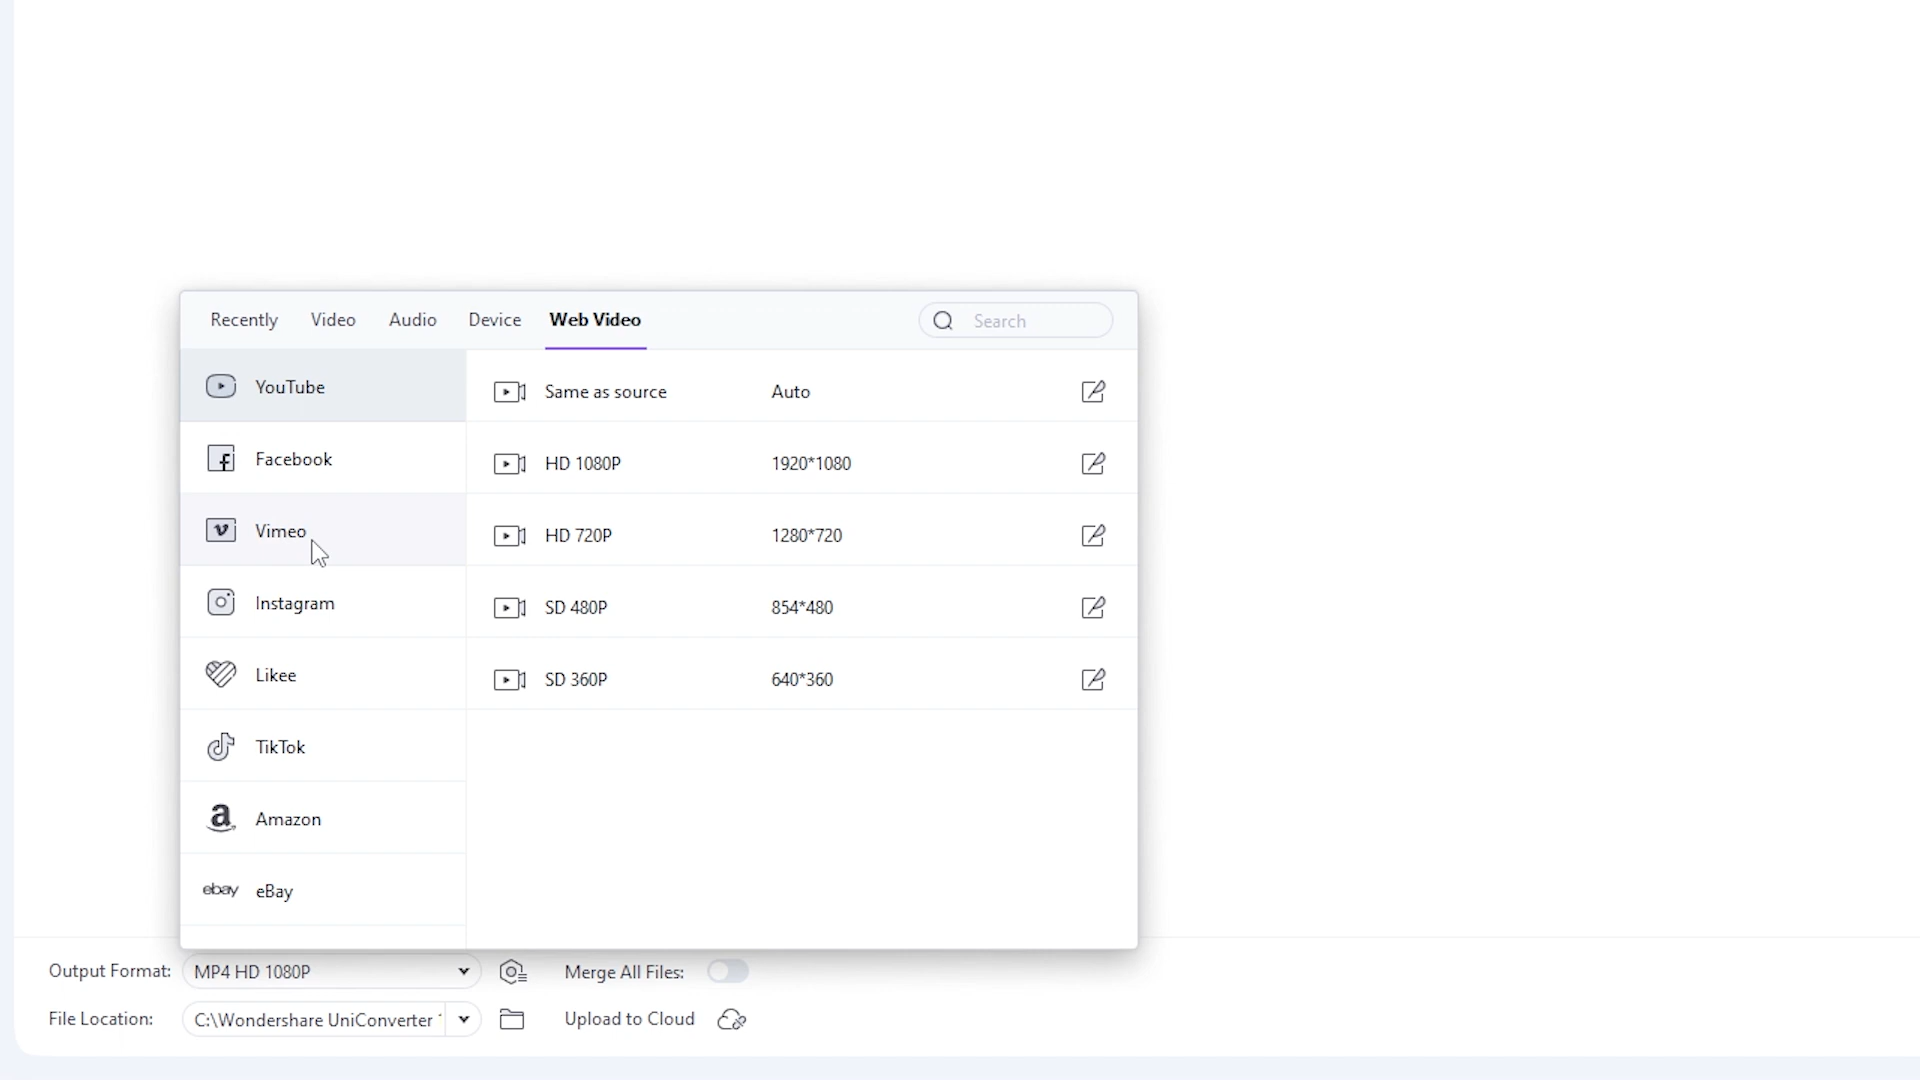 Recently Video Audio Device Web Video Search
YouTube
Same as source Auto
Facebook
HD 1080P 1920*1080
Vimeo
HD 720P 1280*720
Instagram
SD 480P 854*480
Likee
SD 360P 640*360
TikTok
a Amazon
ebay eBay
Output Format: MP4 HD 1080P Merge All Files:
File Location: C:\Wondershare UniConverter Upload to Cloud